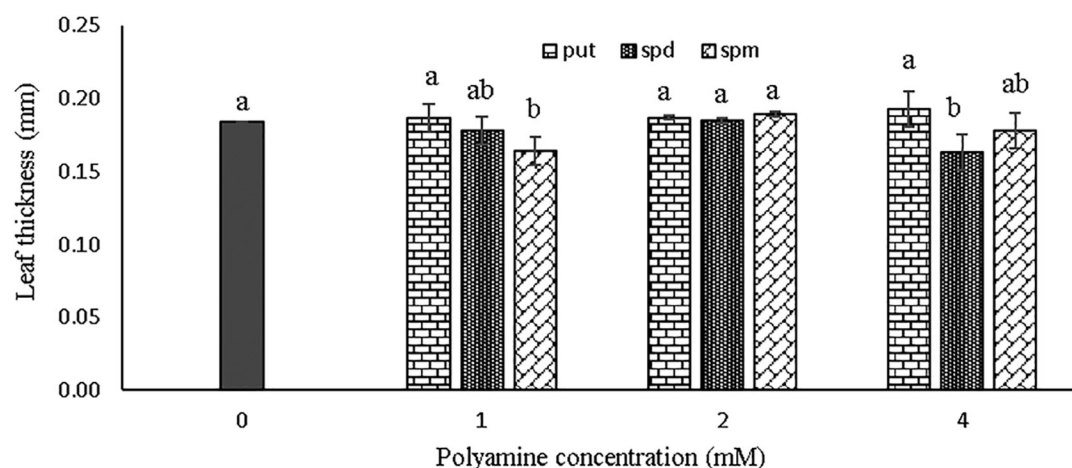 0.25
put spd spm
a
a
ab
b
a
a
a
a
b
ab
0.20
0.15
0.10
0.05
0.00
Leaf thickness (mm)
0 1 2 4
Polyamine concentration (mM)